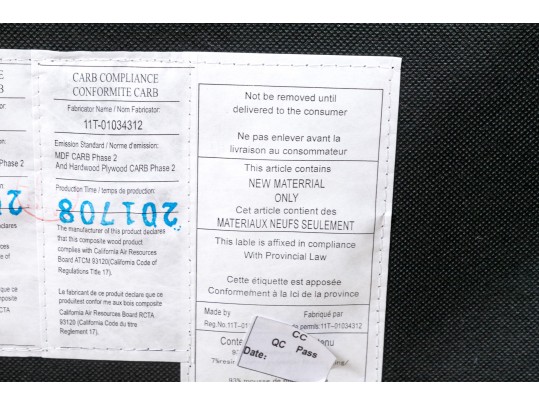 CARB COMPLIANCE
CONFORMITE CARB
Fabricator Name / Nom Fabricator:
11T-01034312
Emission Standard / Norme d'emission:
MDF CARB Phase 2
And Hardwood Plywood CARB Phase 2
Production Time / temps de production:
201708
The manufacturer of this product declares
that this composite wood product
complies with California Air Resources
Board ATCM 93120(California Code of
Regulations Title 17).
Le fabricant de ce produit declare que ce
produitest conforme aux bois composite
California Air Resources Board RCTA.
93120 (California Code du titre
Reglement 17).
Not be removed until
delivered to the consumer
Ne pas enlever avant la
livraison au consommateur
This article contains
NEW MATERRIAL
ONLY
Cet article contient des
MATERIAUX NEUFS SEULEMENT
This lable is affixed in compliance
With Provincial Law
Cette étiquette est apposée
Conformement à la loi de la province
Made by
Fabriqué par
Reg.No.11T-01
de permis:11T-01034312
CC
QC Pass
Date: